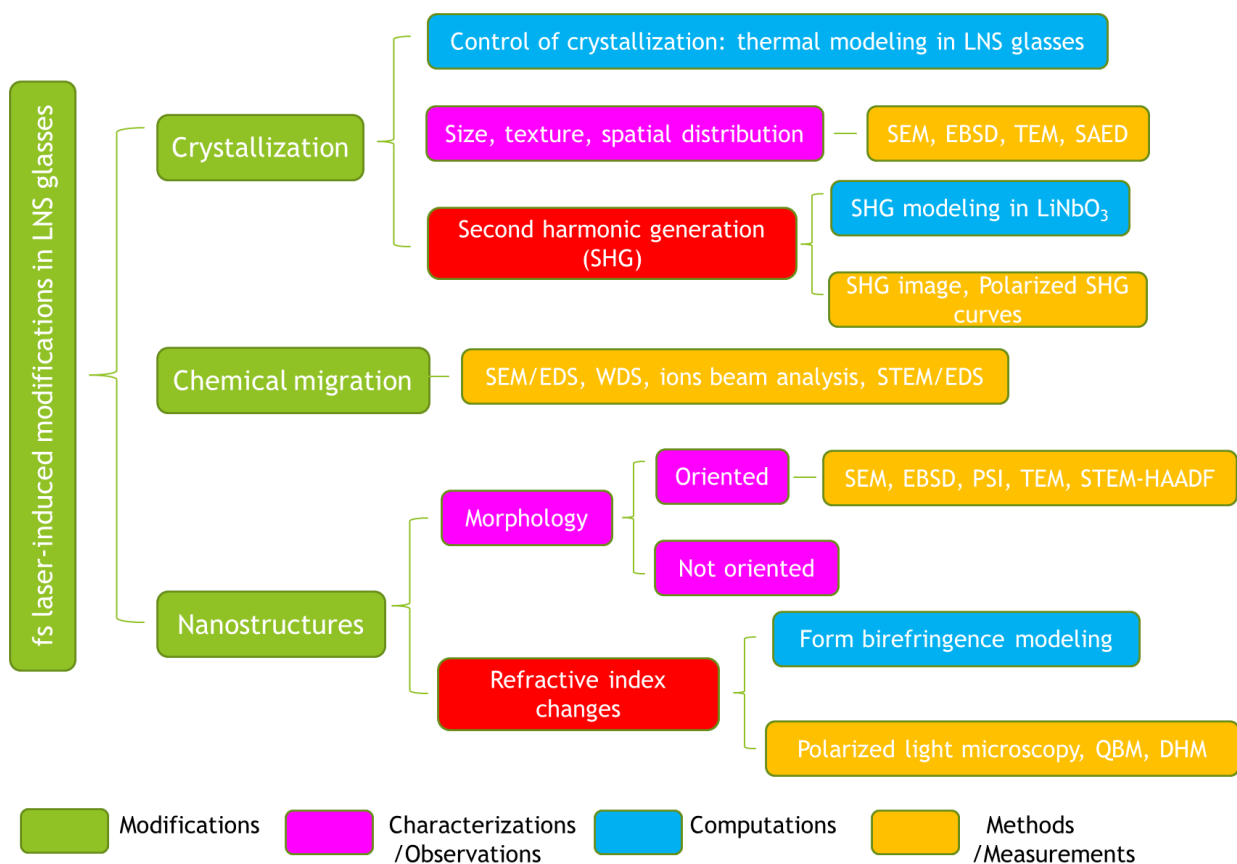 fs laser-induced modifications in LNS glasses
Crystallization
Control of crystallization: thermal modeling in LNS glasses
Size, texture, spatial distribution
SEM, EBSD, TEM, SAED
Second harmonic generation
(SHG)
SHG modeling in LiNbO₃
SHG image, Polarized SHG
curves
Chemical migration
SEM/EDS, WDS, ions beam analysis, STEM/EDS
Nanostructures
Morphology
Oriented
SEM, EBSD, PSI, TEM, STEM-HAADF
Not oriented
Refractive index
changes
Form birefringence modeling
Polarized light microscopy, QBM, DHM
Modifications
Characterizations
/Observations
Computations
Methods
/Measurements